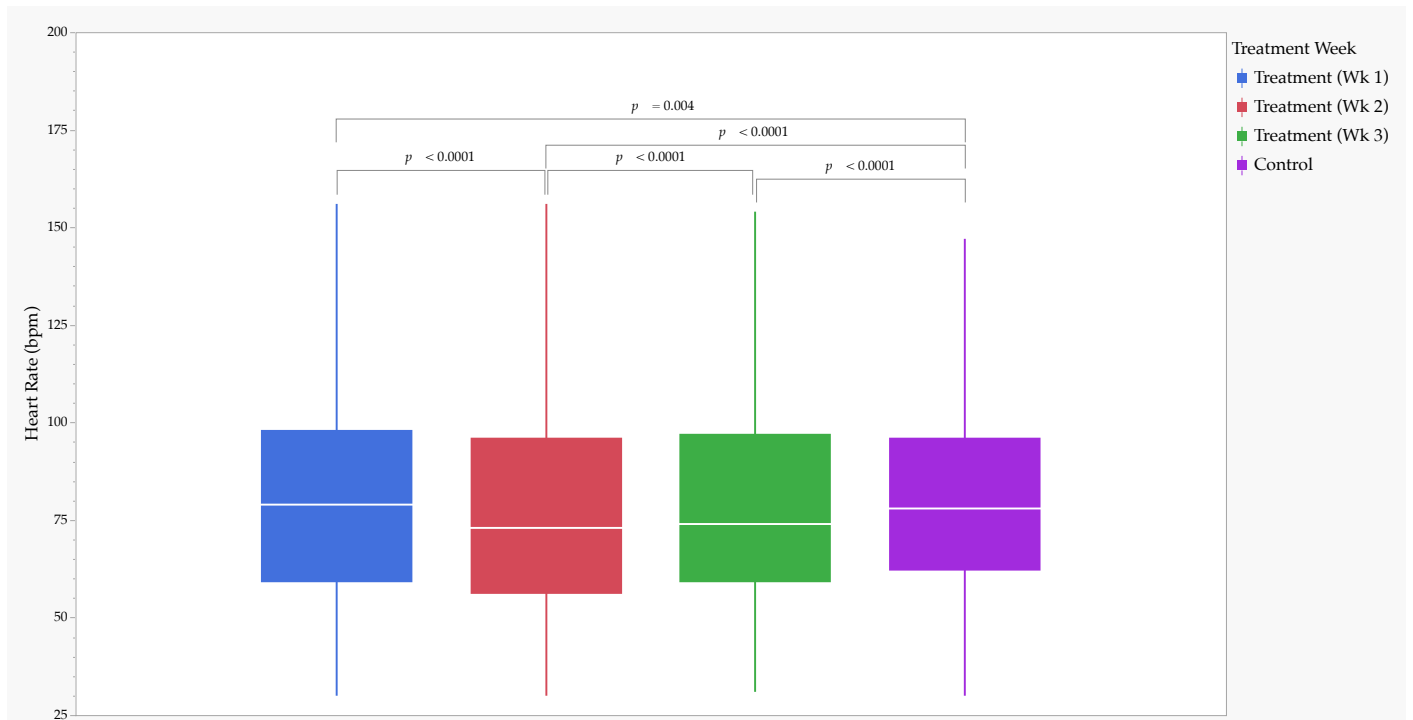 200
175
150
125
100
75
50
25
Heart Rate (bpm)
p = 0.004
p < 0.0001
p < 0.0001
p < 0.0001
p < 0.0001
Treatment Week
Treatment (Wk 1)
Treatment (Wk 2)
Treatment (Wk 3)
Control